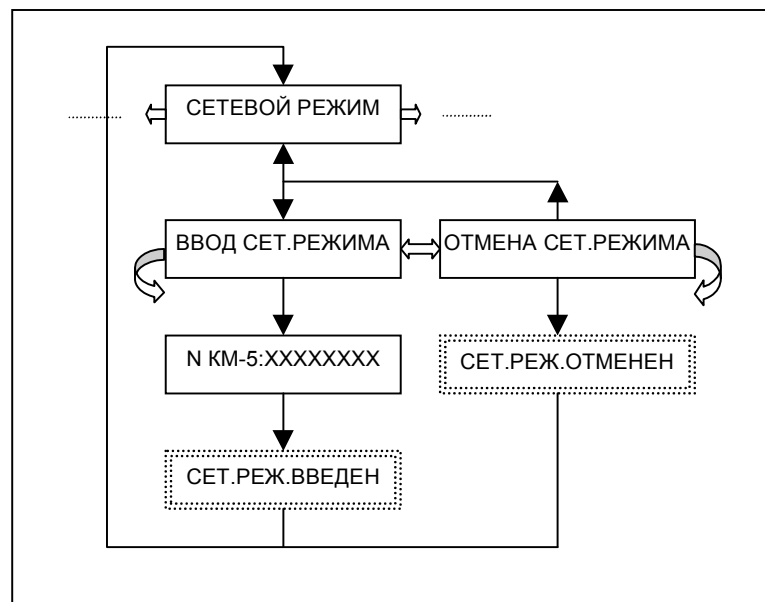 СЕТЕВОЙ РЕЖИМ
ВВОД СЕТ.РЕЖИМА
ОТМЕНА СЕТ.РЕЖИМА
N КМ-5:XXXXXXXX
СЕТ.РЕЖ.ОТМЕНЕН
СЕТ.РЕЖ.ВВЕДЕН